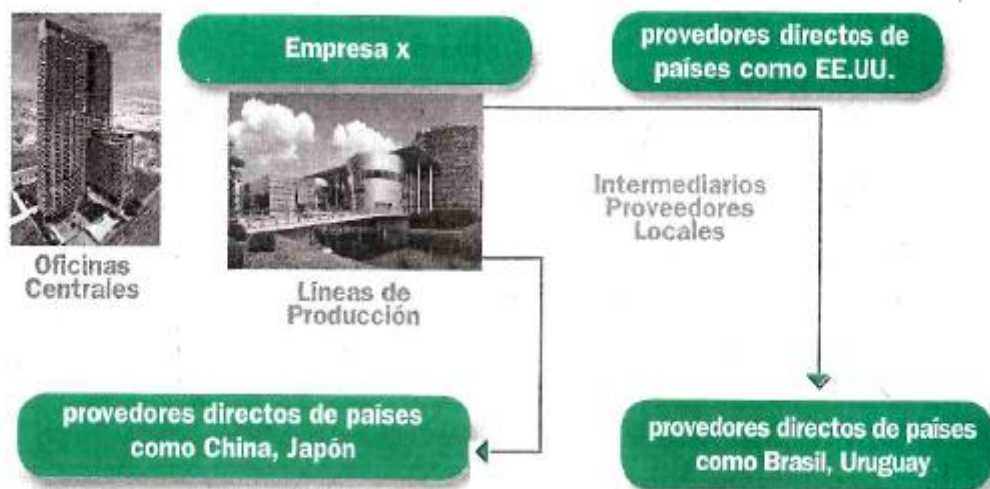 Empresa x
provedores directos de
países como EE.UU.
Intermediarios
Proveedores
Locales
Oficinas
Centrales
Líneas de
Producción
provedores directos de países
como China, Japón
provedores directos de países
como Brasil, Uruguay